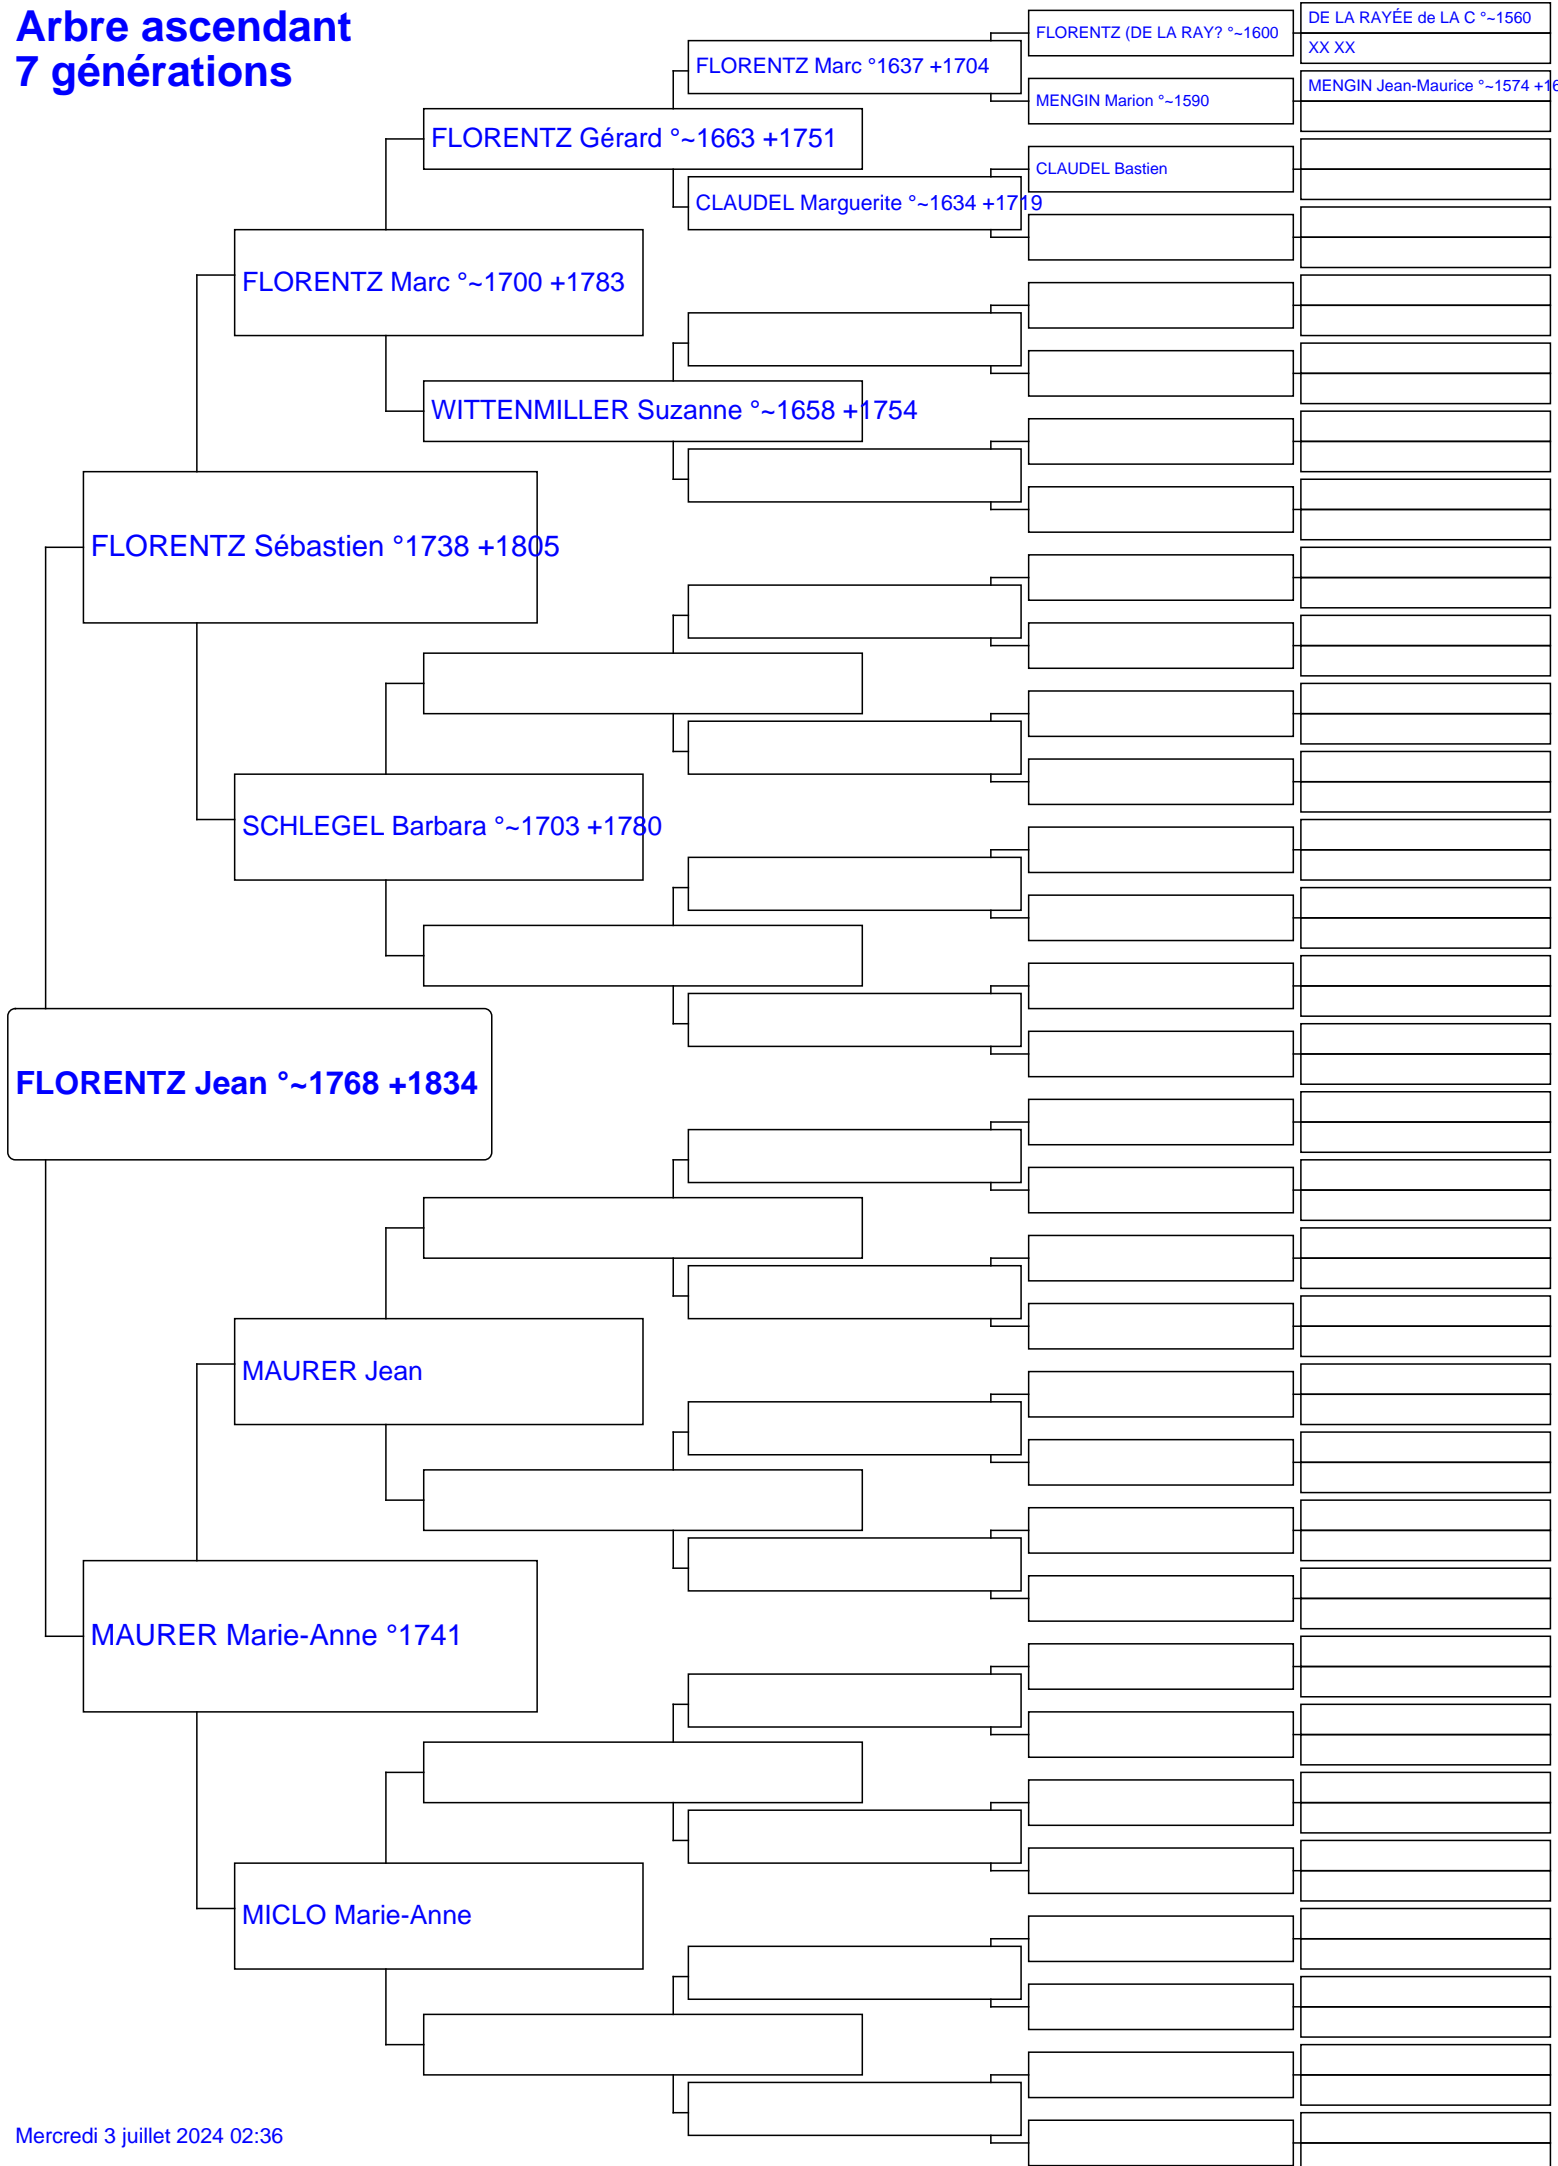 Arbre ascendant
7 générations
FLORENTZ (DE LA RAY? °~1600
DE LA RAYÉE de LA C °~1560
XX XX
FLORENTZ Marc °1637 +1704
MENGIN Marion °~1590
MENGIN Jean-Maurice °~1574
FLORENTZ Gérard °~1663 +1751
CLAUDEL Bastien
CLAUDEL Marguerite °~1634 +1719
FLORENTZ Marc °~1700 +1783
WITTENMILLER Suzanne °~1658 +1754
FLORENTZ Sébastien °1738 +1805
SCHLEGEL Barbara °~1703 +1780
FLORENTZ Jean °~1768 +1834
MAURER Jean
MAURER Marie-Anne °1741
MICLO Marie-Anne
Mercredi 3 juillet 2024 02:36